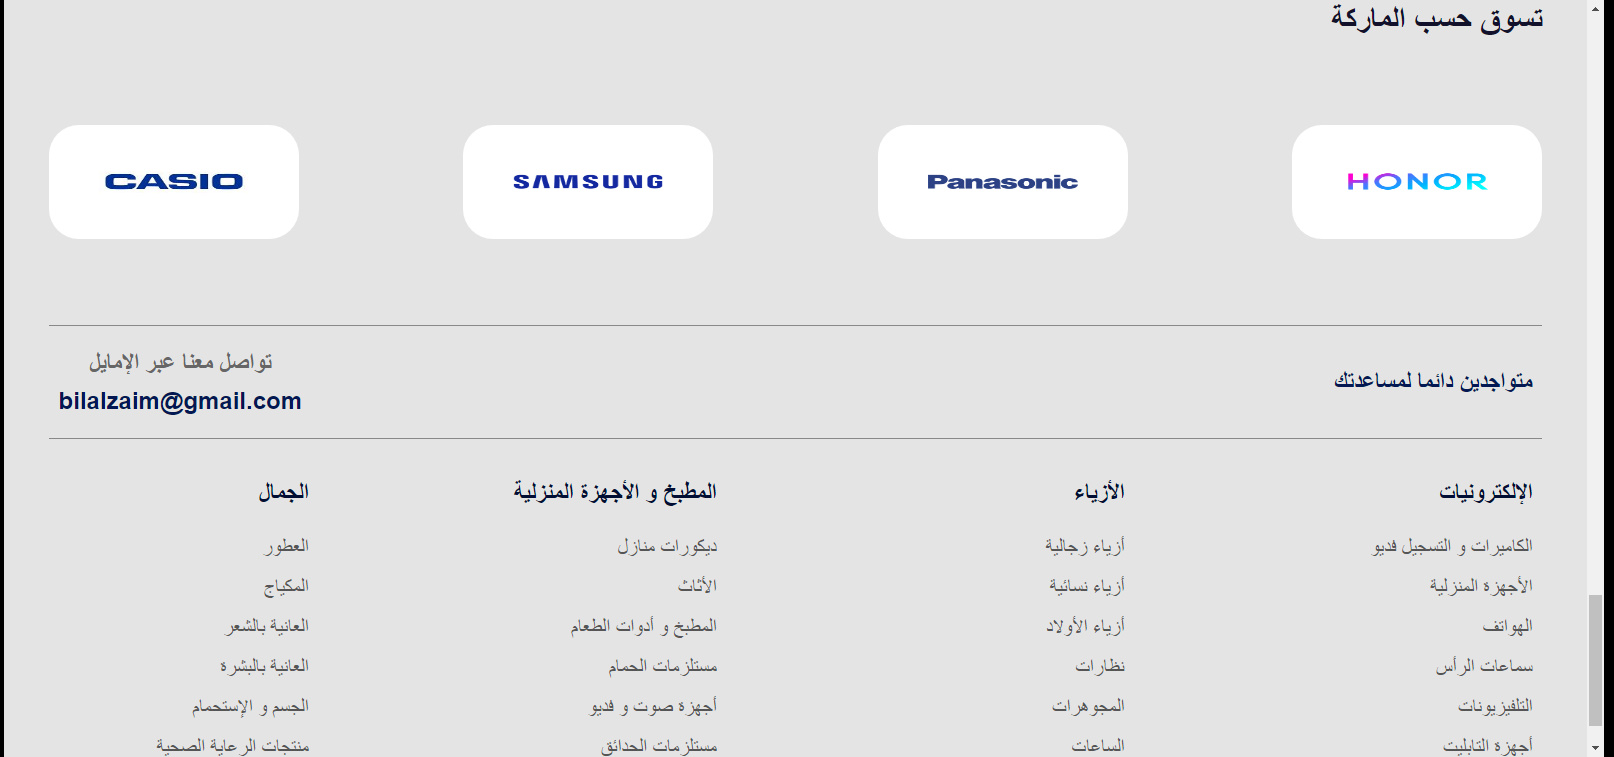 تسوق حسب الماركة
HONOR
Panasonic
SAMSUNG
CASIO
متواجدين دائما لمساعدتك
تواصل معنا عبر الإمايل
bilalzaim@gmail.com
الإلكترونيات
الكاميرات و التسجيل فديو
الأجهزة المنزلية
الهواتف
سماعات الرأس
التلفيزيونات
أجهزة التابليت
الأزياء
أزياء زجالية
أزياء نسائية
أزياء الأولاد
نظارات
المجوهرات
الساعات
المطبخ و الأجهزة المنزلية
ديكورات منازل
الأثاث
المطبخ و أدوات الطعام
مستلزمات الحمام
أجهزة صوت و فديو
مستلزمات الحدائق
الجمال
العطور
المكياج
العانية بالشعر
العانية بالبشرة
الجسم و الإستحمام
منتجات الرعاية الصحية